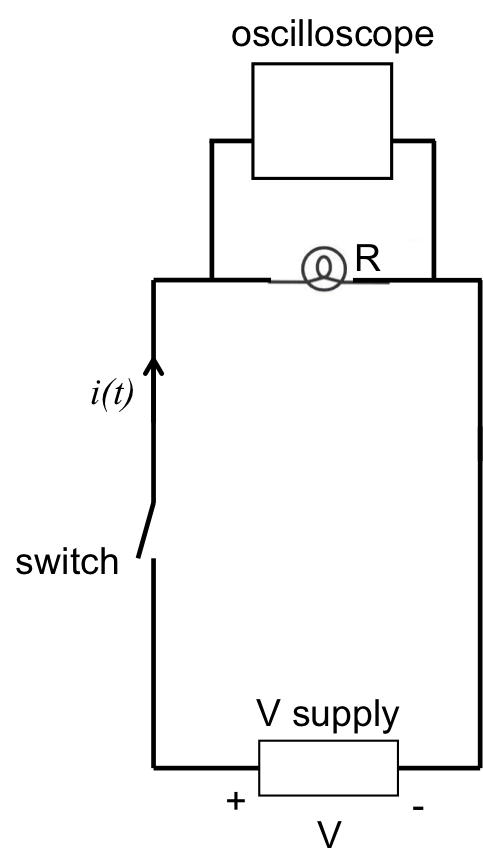 oscilloscope
R
i(t)
switch
V supply
+ -
V